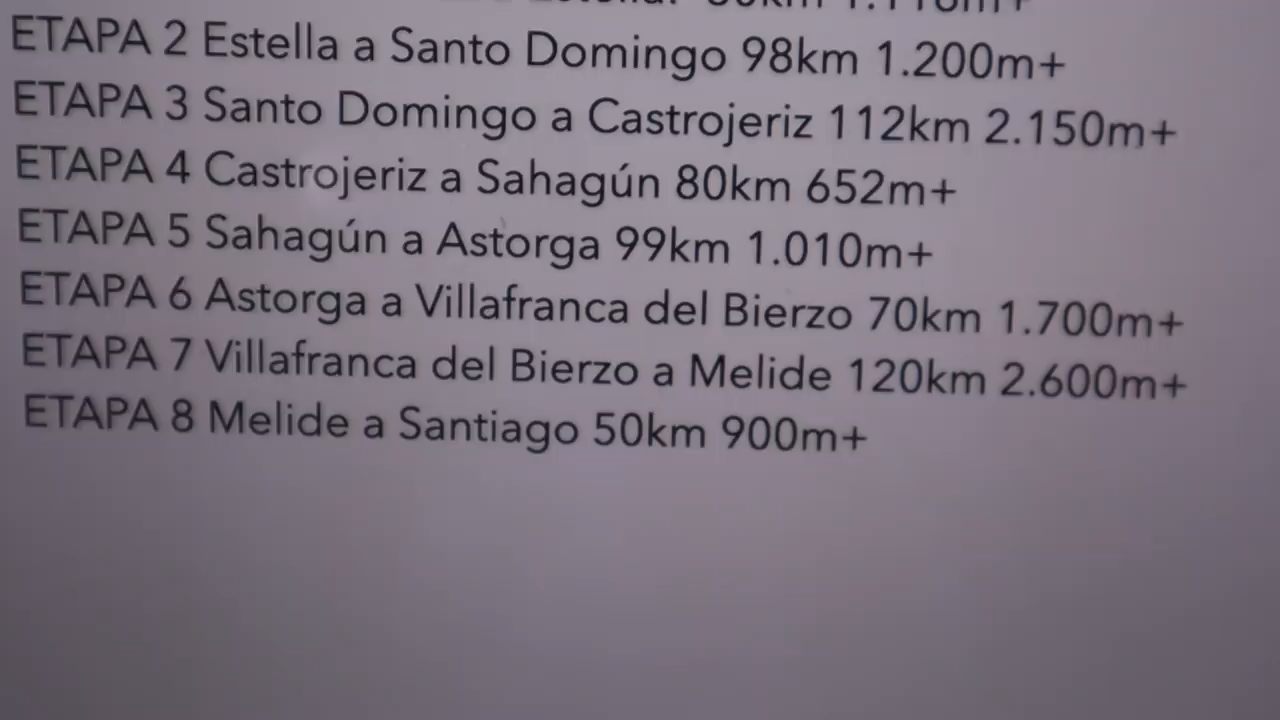 ETAPA 2 Estella a Santo Domingo 98km 1.200m+
ETAPA 3 Santo Domingo a Castrojeriz 112km 2.150m+
ETAPA 4 Castrojeriz a Sahagún 80km 652m+
ETAPA 5 Sahagún a Astorga 99km 1.010m+
ETAPA 6 Astorga a Villafranca del Bierzo 70km 1.700m+
ETAPA 7 Villafranca del Bierzo a Melide 120km 2.600m+
ETAPA 8 Melide a Santiago 50km 900m+